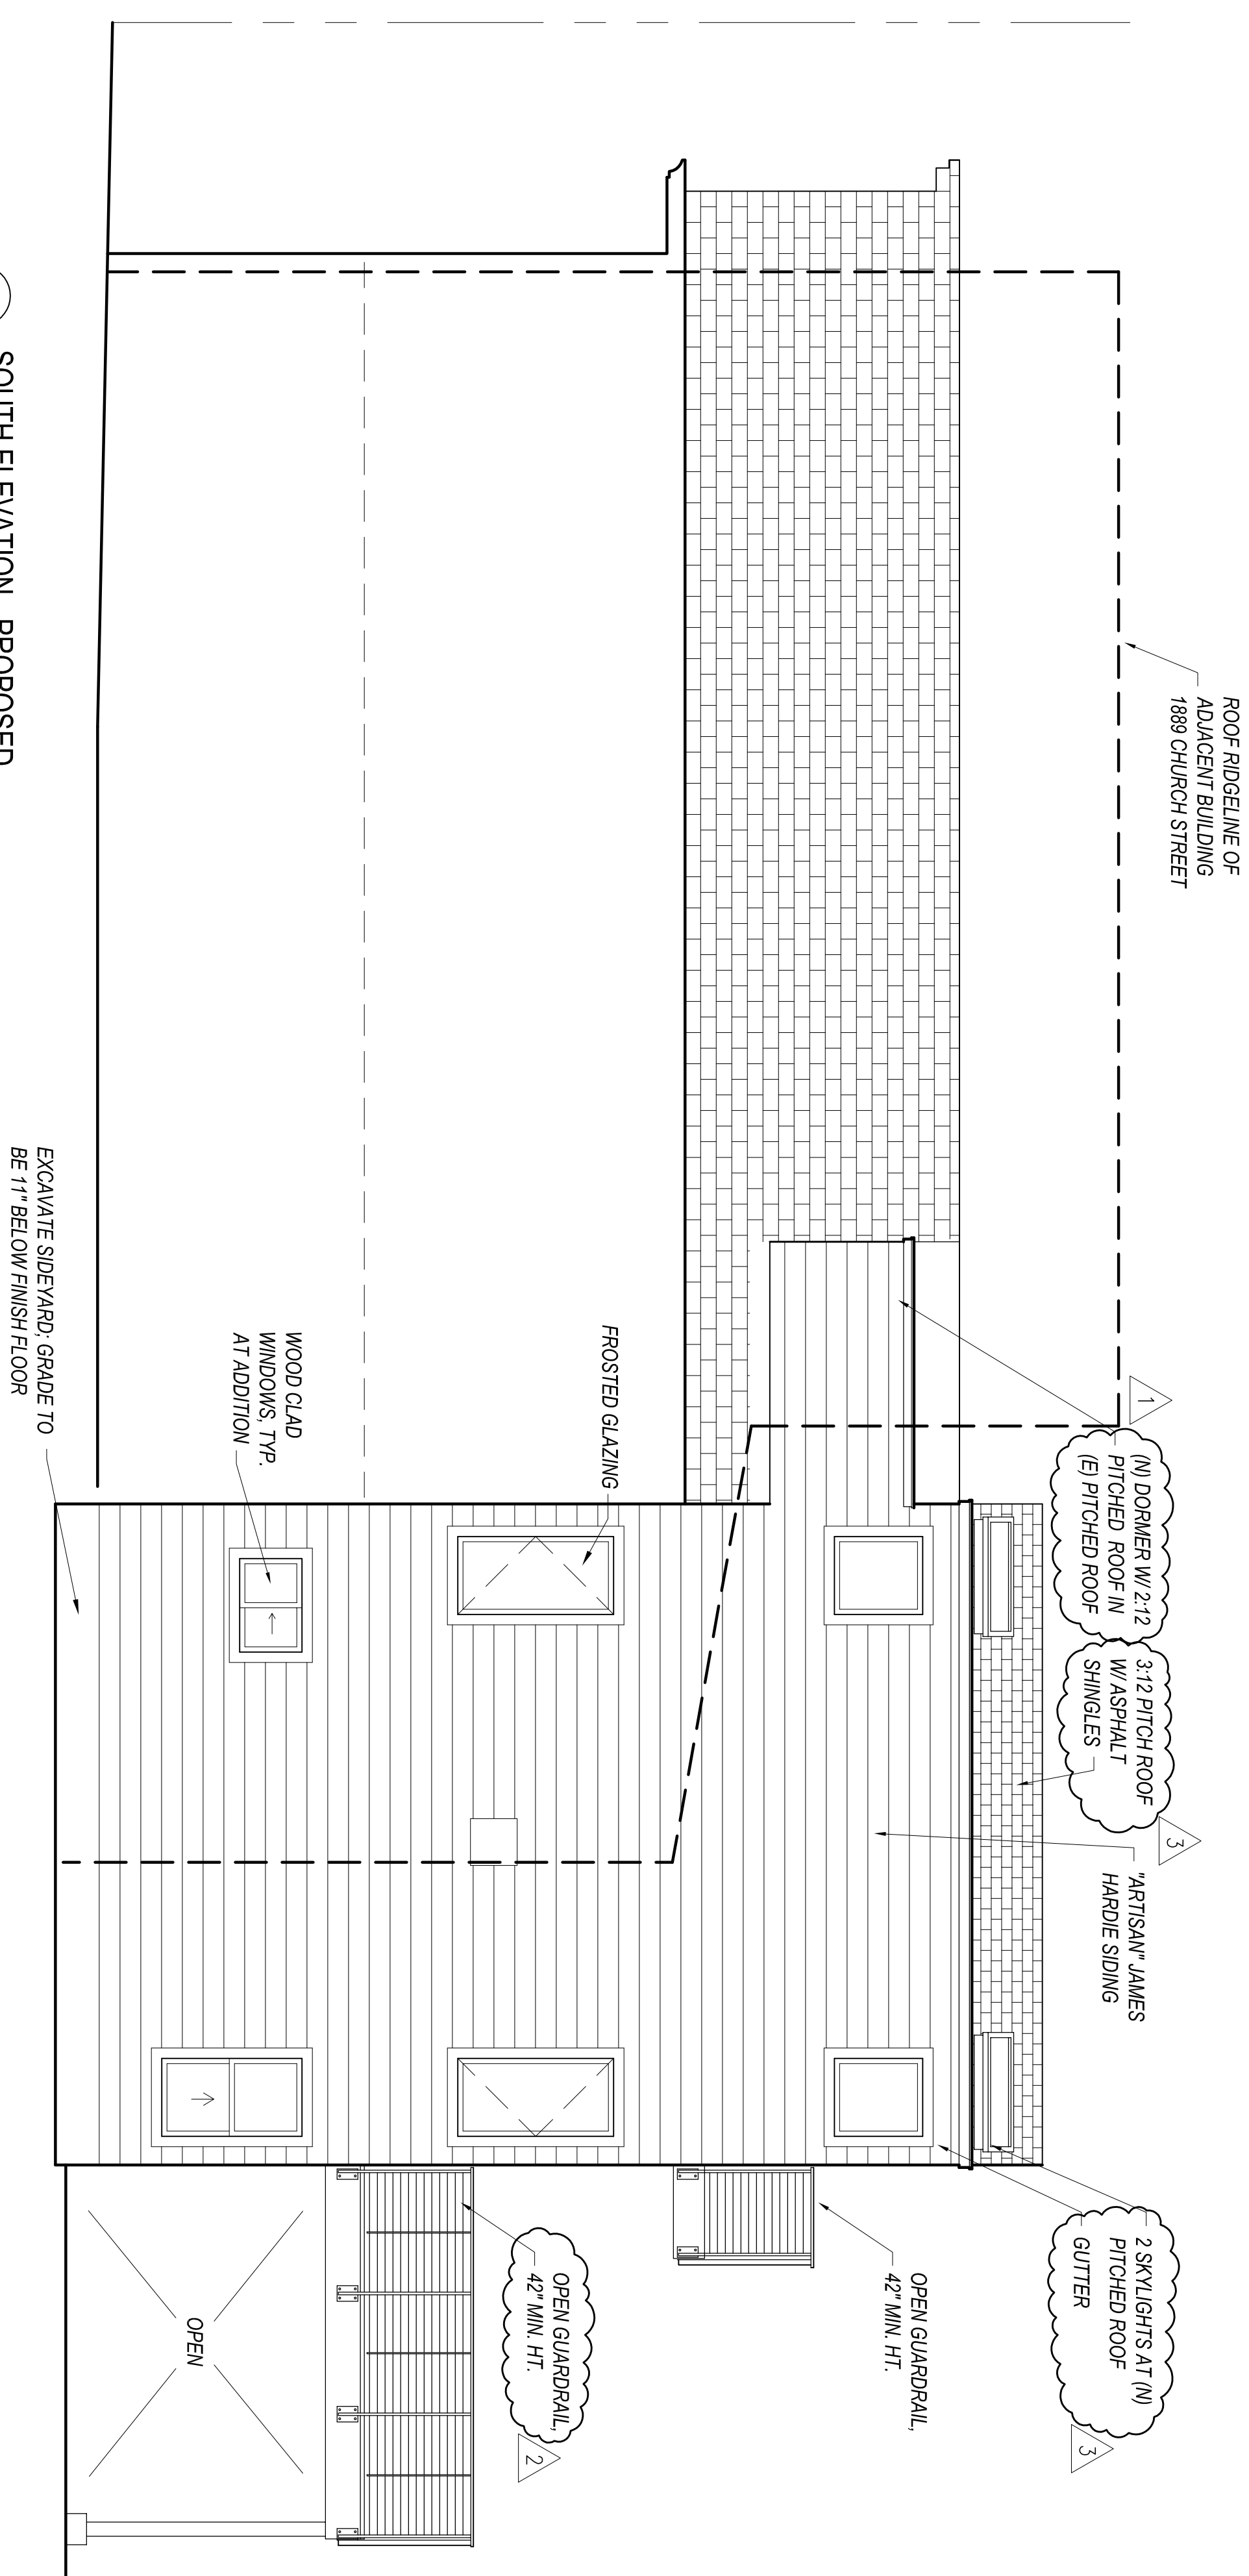 ROOF RIDGELINE OF
ADJACENT BUILDING
1889 CHURCH STREET
1
(N) DORMER W/ 2:12
PITCHED ROOF IN
(E) PITCHED ROOF
3:12 PITCH ROOF
W/ ASPHALT
SHINGLES
3
"ARTISAN" JAMES
HARDIE SIDING
2 SKYLIGHTS AT (N)
PITCHED ROOF
GUTTER
3
OPEN GUARDRAIL,
42" MIN. HT.
OPEN GUARDRAIL,
42" MIN. HT.
2
FROSTED GLAZING
WOOD CLAD
WINDOWS, TYP.
AT ADDITION
OPEN
EXCAVATE SIDEYARD; GRADE TO
BE 11" BELOW FINISH FLOOR
SOUTH ELEVATION PROPOSED